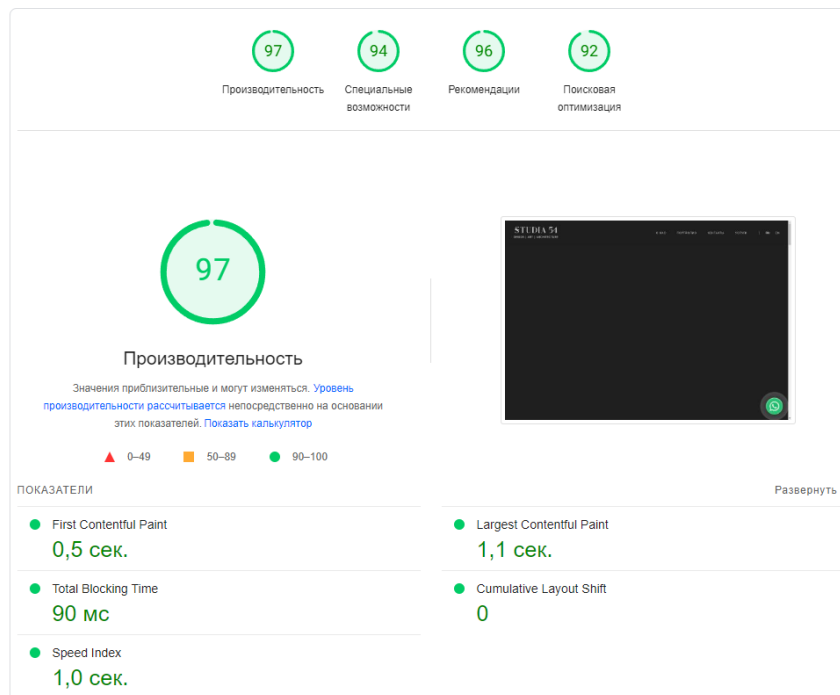 97
94
96
92
Производительность
Специальные
возможности
Рекомендации
Поисковая
оптимизация
97
Производительность
Значения приблизительные и могут изменяться. Уровень
производительности рассчитывается непосредственно на основании
этих показателей. Показать калькулятор
0–49
50–89
90–100
STUDIA 54
ПОКАЗАТЕЛИ
Развернуть
First Contentful Paint
0,5 сек.
Largest Contentful Paint
1,1 сек.
Total Blocking Time
90 мс
Cumulative Layout Shift
0
Speed Index
1,0 сек.